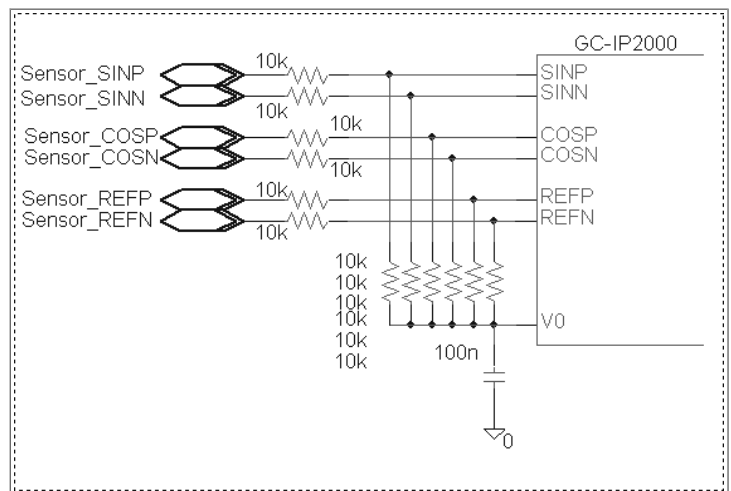 GC-IP2000
10k
Sensor_SINP
SINP
Sensor_SINN
SINN
10k
10k
Sensor_COSP
COSP
Sensor_COSN
COSN
10k
10k
Sensor_REFP
REFP
Sensor_REFN
REFN
10k
10k
10k
10k
10k
V0
10k
100n
10k
0